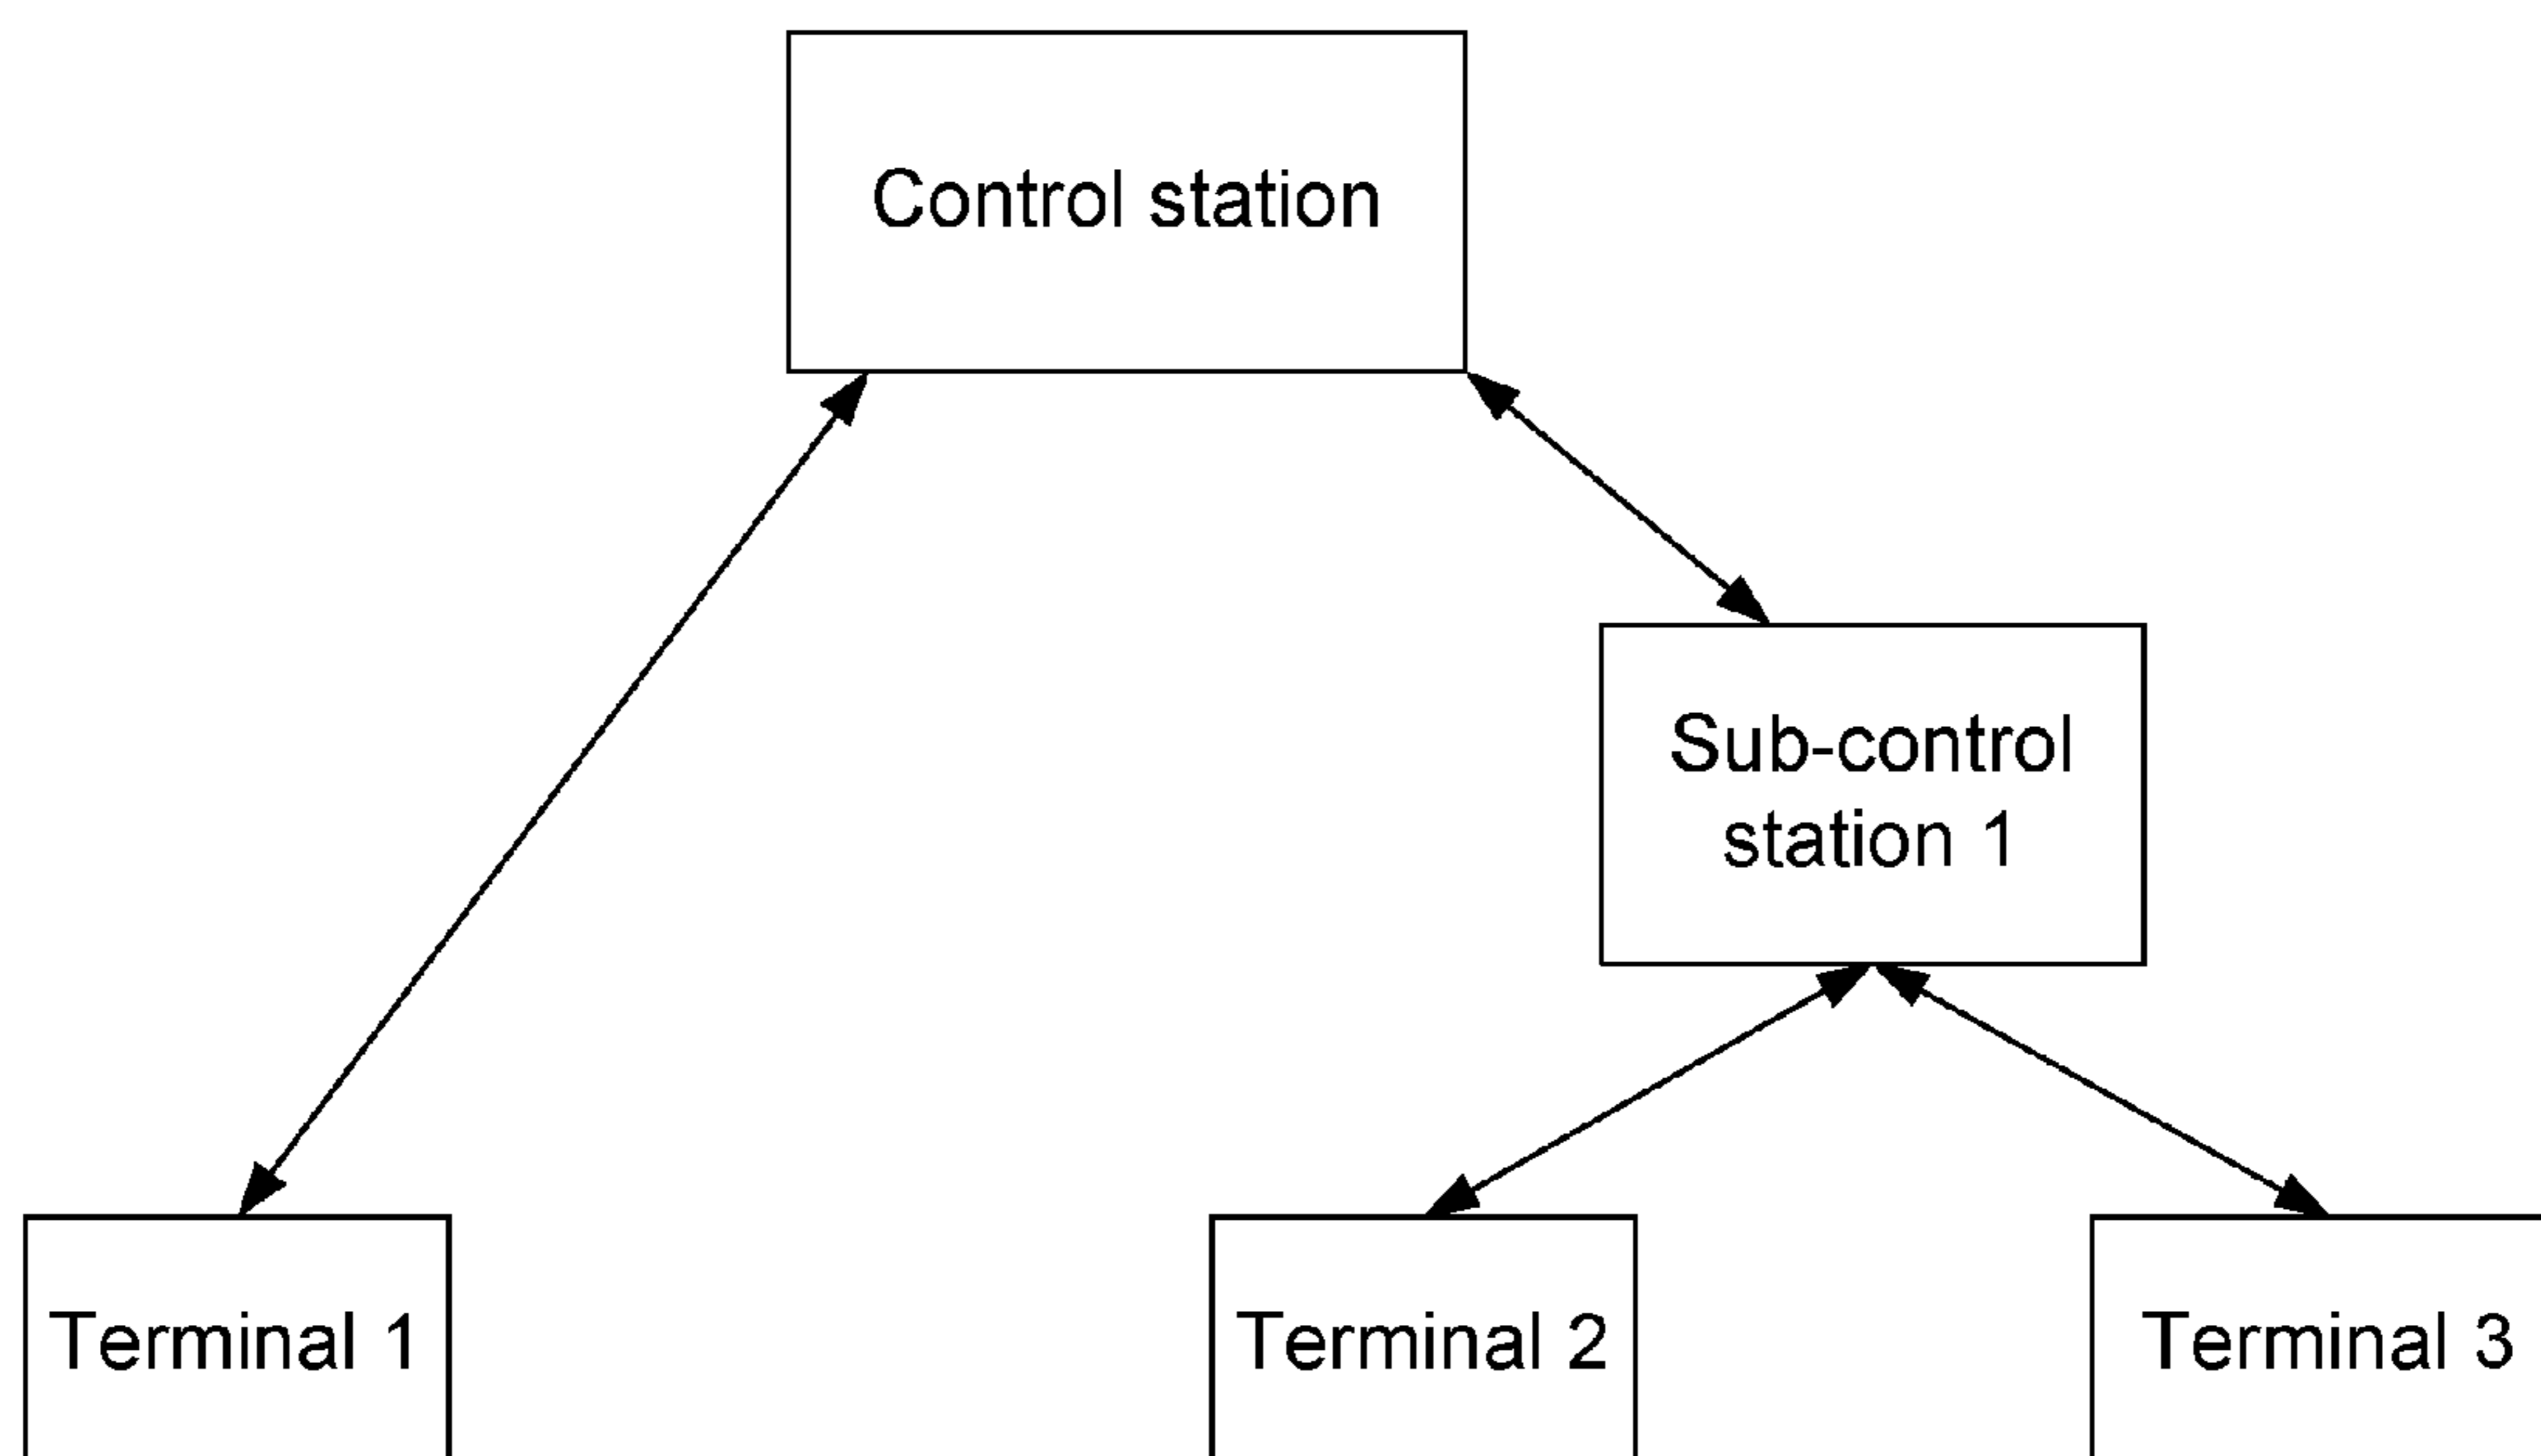 Control station
Sub-control
station 1
Terminal 1
Terminal 2
Terminal 3